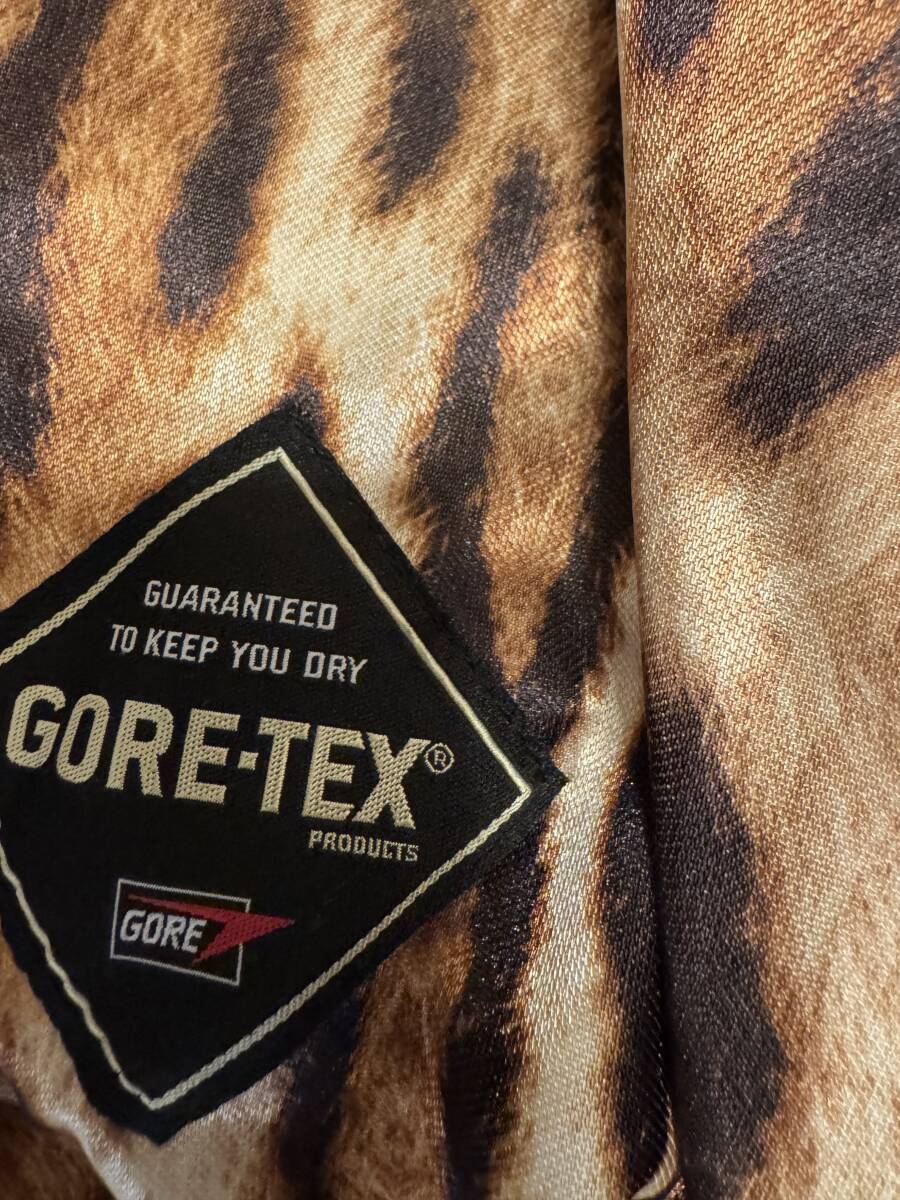 GUARANTEED
TO KEEP YOU DRY
GORE-TEX®
PRODUCTS
GORE